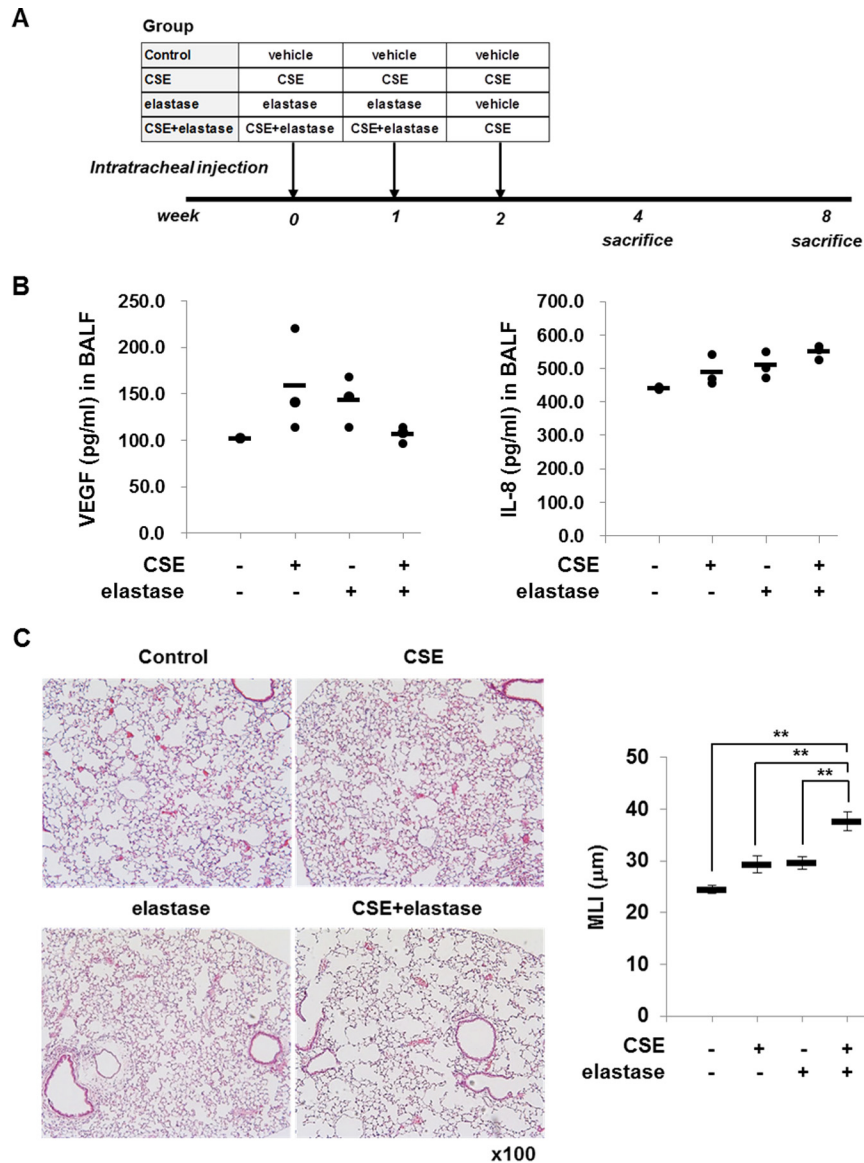 A
Group
Control vehicle vehicle vehicle
CSE CSE CSE CSE
elastase elastase elastase vehicle
CSE+elastase CSE+elastase CSE+elastase CSE
Intratracheal injection
week 0 1 2 4 8
sacrifice sacrifice
B
VEGF (pg/ml) in BALF
250.0
200.0
150.0
100.0
50.0
0.0
CSE - + - +
elastase - - + +
IL-8 (pg/ml) in BALF
700.0
600.0
500.0
400.0
300.0
200.0
100.0
0.0
- + - +
- - + +
C
Control CSE
elastase CSE+elastase
x100
**
**
**
MLI (μm)
50
40
30
20
10
0
CSE - + - +
elastase - - + +